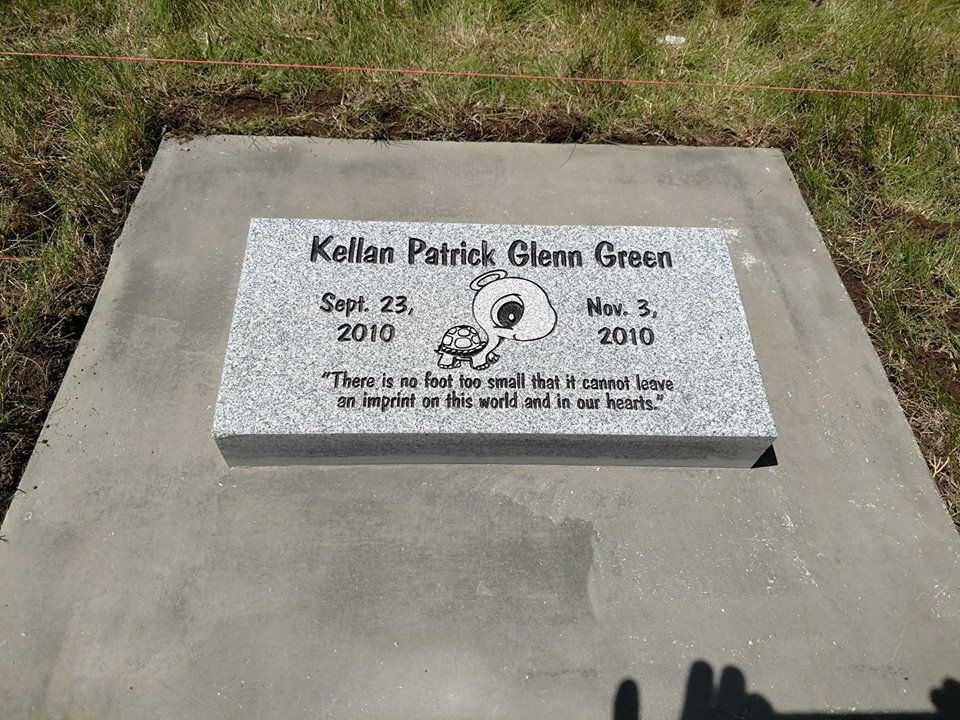 Kellan Patrick Glenn Green
Sept. 23,
2010
Nov. 3,
2010
"There is no foot too small that it cannot leave
an imprint on this world and in our hearts."